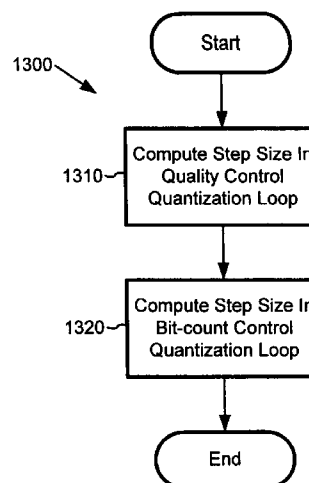 Start
1300
Compute Step Size In
1310
Quality Control
Quantization Loop
Compute Step Size In
1320
Bit-count Control
Quantization Loop
End